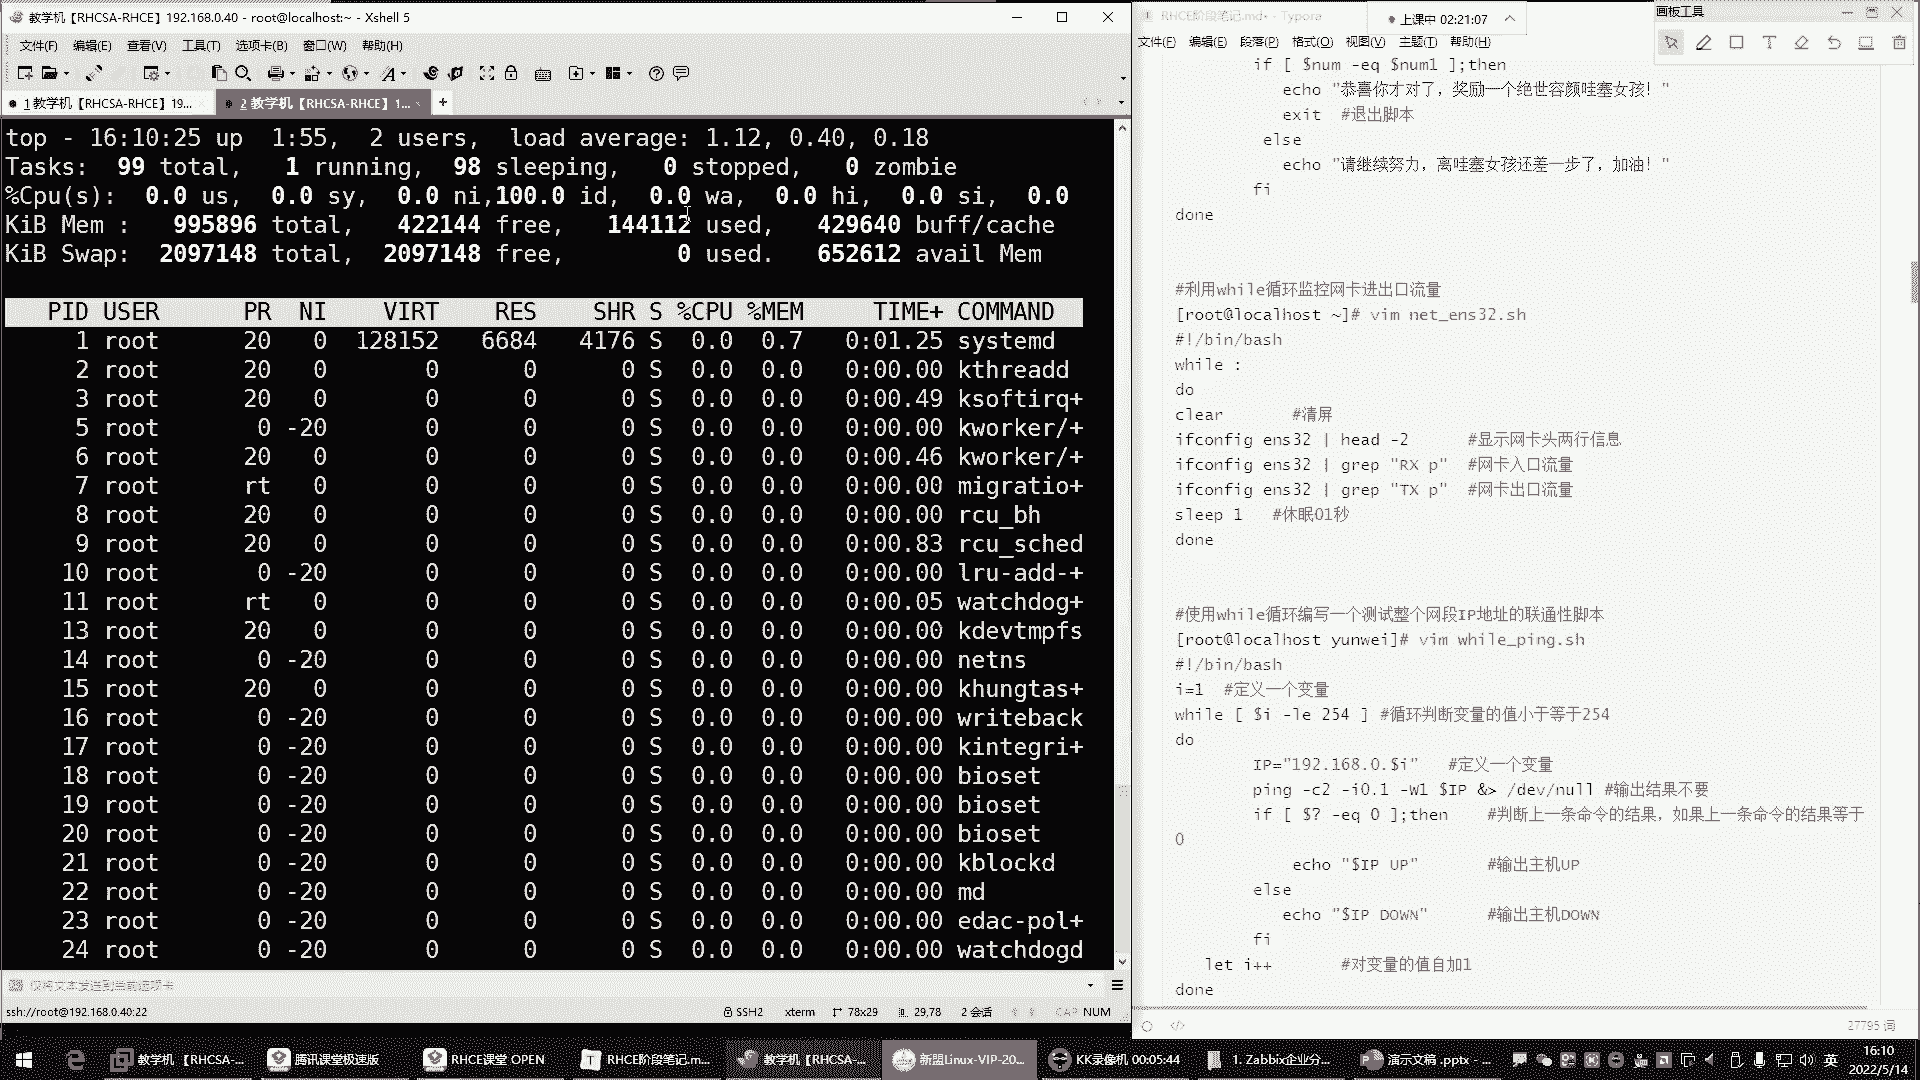 教学机【RHCSA-RHCE】192.168.0.40 - root@localhost:~ - Xshell 5
文件(F) 编辑(E) 查看(V) 工具(T) 选项卡(B) 窗口(W) 帮助(H)
1 教学机【RHCSA-RHCE】19...
2 教学机【RHCSA-RHCE】1...
top - 16:10:25 up  1:55,  2 users,  load average: 1.12, 0.40, 0.18
Tasks:  99 total,   1 running,  98 sleeping,   0 stopped,   0 zombie
%Cpu(s):  0.0 us,  0.0 sy,  0.0 ni,100.0 id,  0.0 wa,  0.0 hi,  0.0 si,  0.0
KiB Mem :   995896 total,   422144 free,   144112 used,   429640 buff/cache
KiB Swap:  2097148 total,  2097148 free,        0 used.   652612 avail Mem
PID USER PR NI VIRT RES SHR S %CPU %MEM TIME+ COMMAND
1 root 20 0 128152 6684 4176 S 0.0 0.7 0:01.25 systemd
2 root 20 0 0 0 0 S 0.0 0.0 0:00.00 kthreadd
3 root 20 0 0 0 0 S 0.0 0.0 0:00.49 ksoftirq+
5 root 0 -20 0 0 0 S 0.0 0.0 0:00.00 kworker/+
6 root 20 0 0 0 0 S 0.0 0.0 0:00.46 kworker/+
7 root rt 0 0 0 0 S 0.0 0.0 0:00.00 migratio+
8 root 20 0 0 0 0 S 0.0 0.0 0:00.00 rcu_bh
9 root 20 0 0 0 0 S 0.0 0.0 0:00.83 rcu_sched
10 root 0 -20 0 0 0 S 0.0 0.0 0:00.00 lru-add-+
11 root rt 0 0 0 0 S 0.0 0.0 0:00.05 watchdog+
13 root 20 0 0 0 0 S 0.0 0.0 0:00.00 kdevtmpfs
14 root 0 -20 0 0 0 S 0.0 0.0 0:00.00 netns
15 root 20 0 0 0 0 S 0.0 0.0 0:00.00 khungtas+
16 root 0 -20 0 0 0 S 0.0 0.0 0:00.00 writeback
17 root 0 -20 0 0 0 S 0.0 0.0 0:00.00 kintegri+
18 root 0 -20 0 0 0 S 0.0 0.0 0:00.00 bioset
19 root 0 -20 0 0 0 S 0.0 0.0 0:00.00 bioset
20 root 0 -20 0 0 0 S 0.0 0.0 0:00.00 bioset
21 root 0 -20 0 0 0 S 0.0 0.0 0:00.00 kblockd
22 root 0 -20 0 0 0 S 0.0 0.0 0:00.00 md
23 root 0 -20 0 0 0 S 0.0 0.0 0:00.00 edac-pol+
24 root 0 -20 0 0 0 S 0.0 0.0 0:00.00 watchdogd
仅将文本发送到当前选项卡
ssh://root@192.168.0.40:22 SSH2 xterm 78x29 29,78 2 会话 CAP NUM
RHCE阶段笔记.md• - Typora
上课中 02:21:07
画板工具
文件(F) 编辑(E) 段落(P) 格式(O) 视图(V) 主题(T) 帮助(H)
if [ $num -eq $num1 ];then
echo "恭喜你才对了，奖励一个绝世容颜哇塞女孩！"
exit  #退出脚本
else
echo "请继续努力，离哇塞女孩还差一步了，加油！"
fi
done
#利用while循环监控网卡进出口流量
[root@localhost ~]# vim net_ens32.sh
#!/bin/bash
while :
do
clear       #清屏
ifconfig ens32 | head -2      #显示网卡头两行信息
ifconfig ens32 | grep "RX p"  #网卡入口流量
ifconfig ens32 | grep "TX p"  #网卡出口流量
sleep 1   #休眠01秒
done
#使用while循环编写一个测试整个网段IP地址的联通性脚本
[root@localhost yunwei]# vim while_ping.sh
#!/bin/bash
i=1  #定义一个变量
while [ $i -le 254 ] #循环判断变量的值小于等于254
do
IP="192.168.0.$i"   #定义一个变量
ping -c2 -i0.1 -W1 $IP &> /dev/null #输出结果不要
if [ $? -eq 0 ];then    #判断上一条命令的结果，如果上一条命令的结果等于
0
echo "$IP UP"       #输出主机UP
else
echo "$IP DOWN"      #输出主机DOWN
fi
let i++       #对变量的值自加1
done
27795 词
教学机【RHCSA-...
腾讯课堂极速版
RHCE课堂 OPEN
RHCE阶段笔记.m...
教学机【RHCSA-...
新盟Linux-VIP-20...
KK录像机 00:05:44
1. Zabbix企业分...
演示文稿 .pptx - ...
英
16:10
2022/5/14